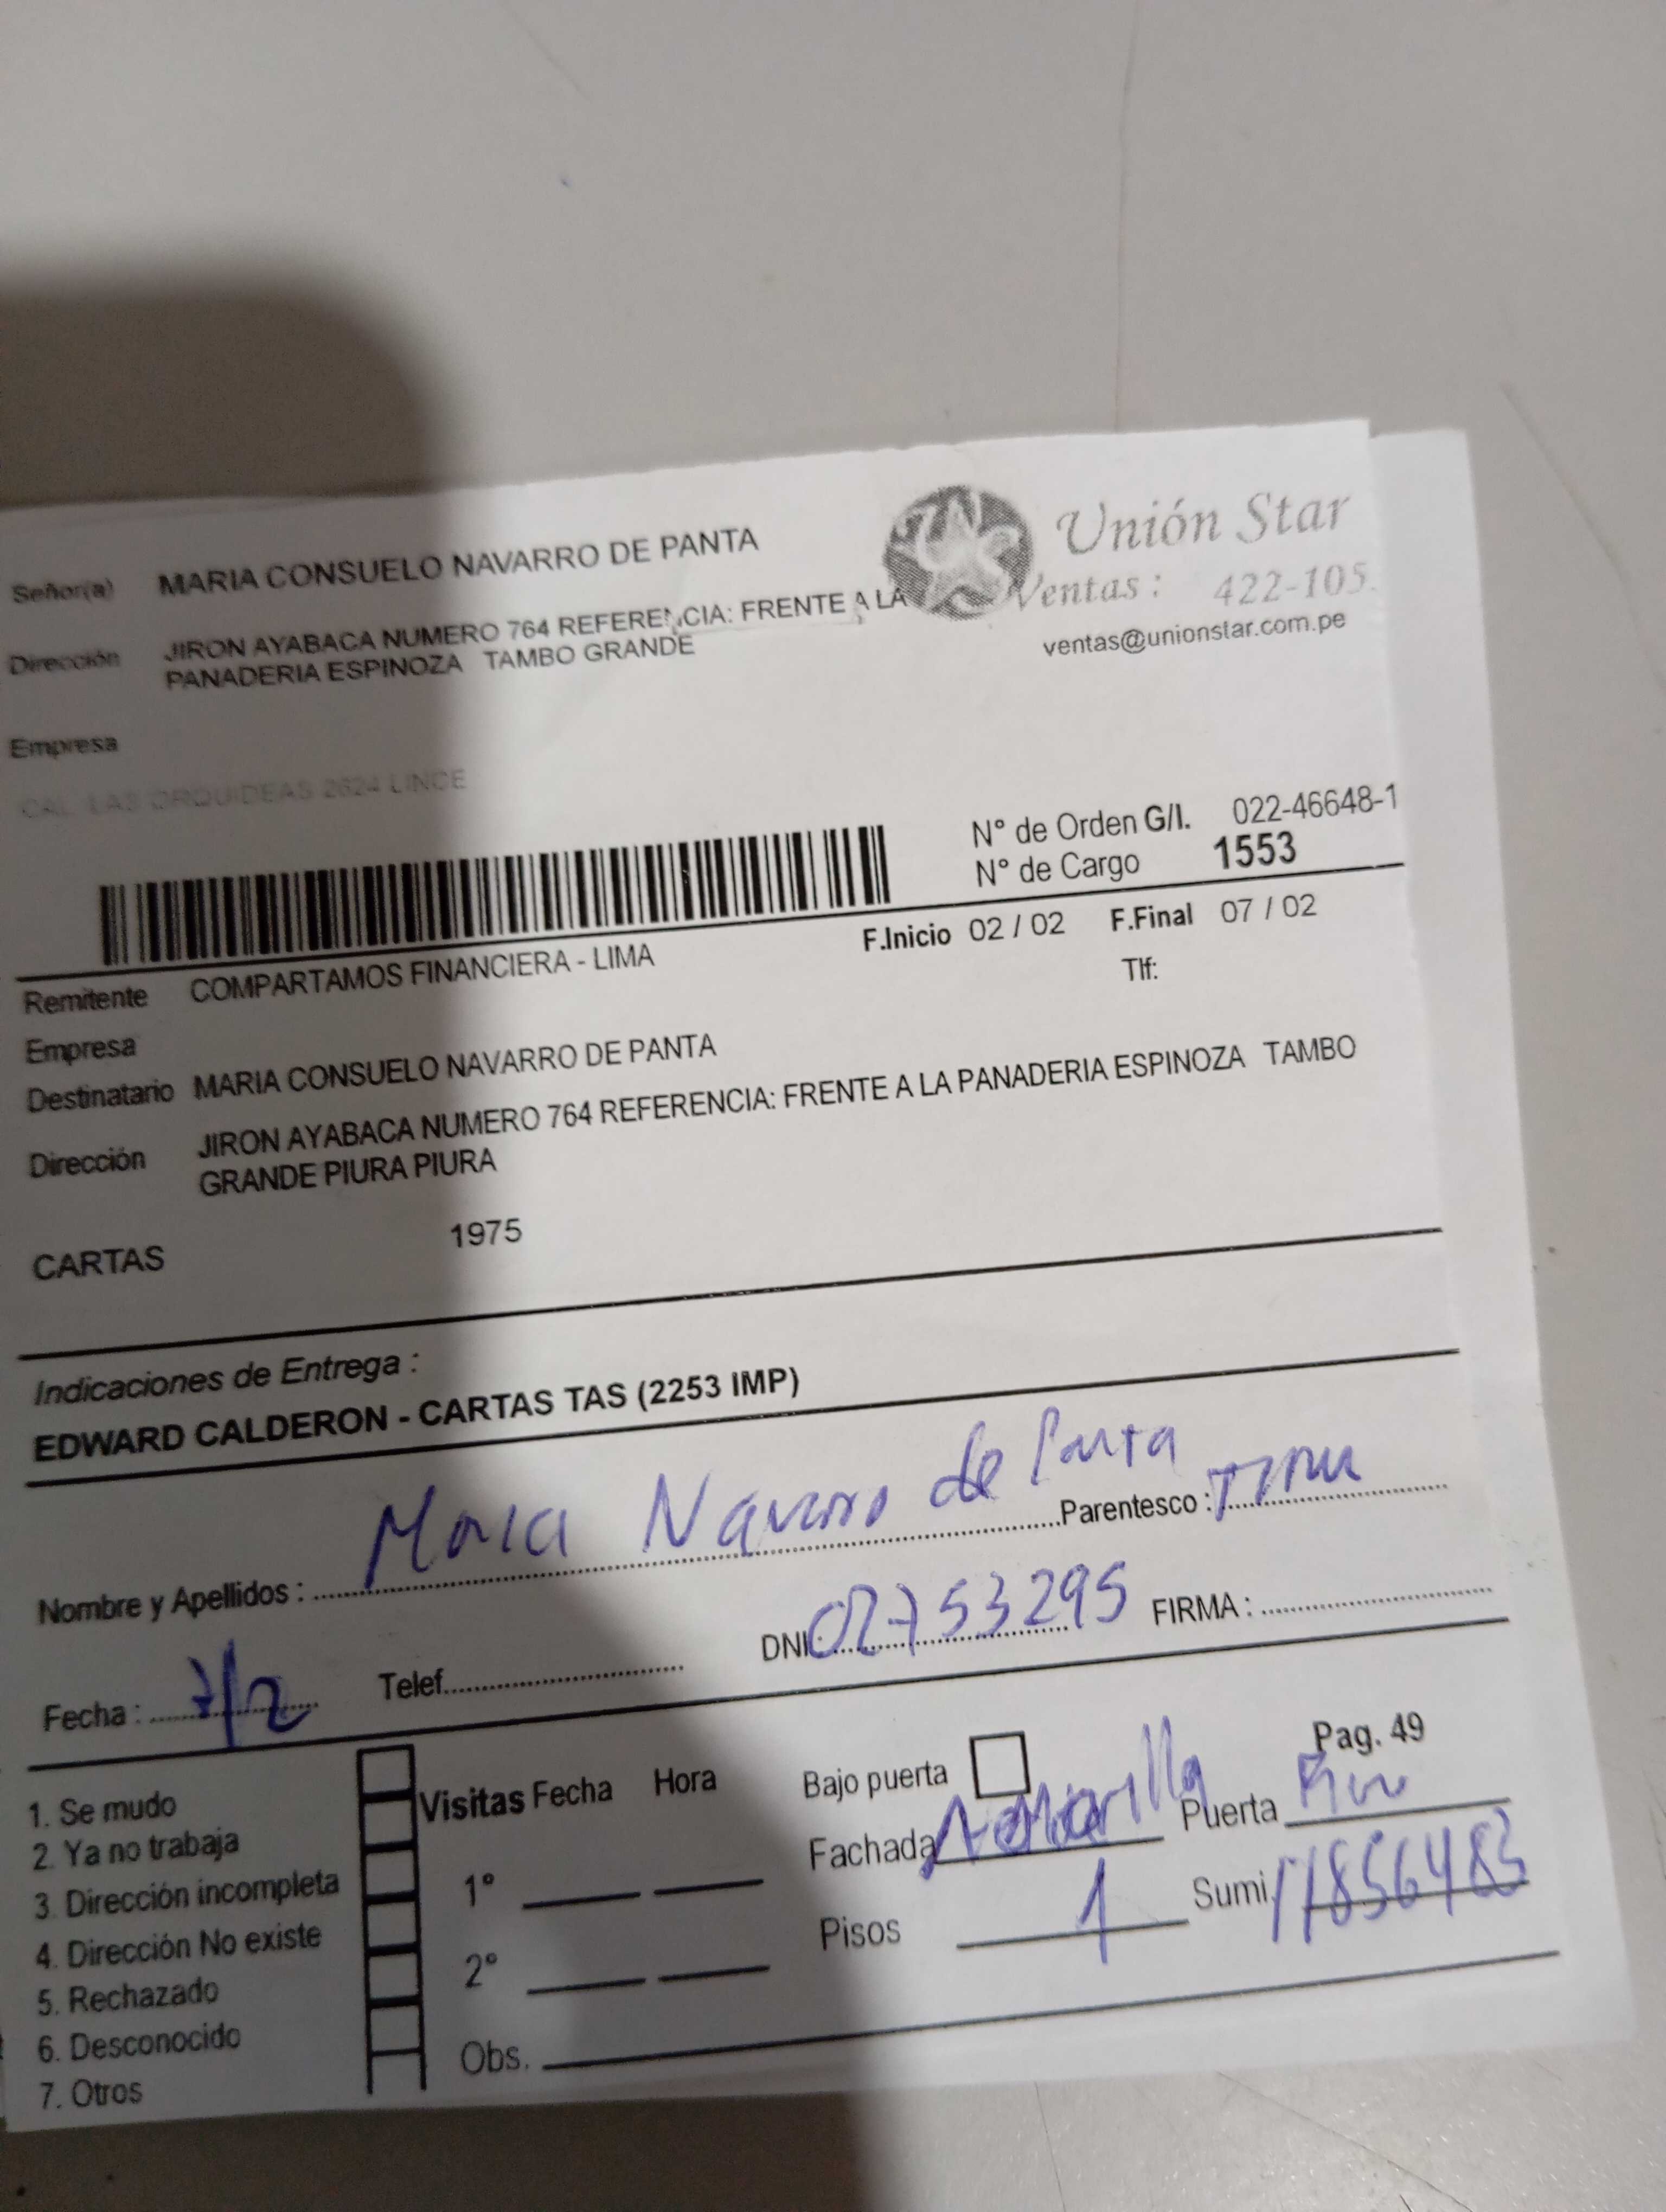 Señor(a) MARIA CONSUELO NAVARRO DE PANTA
Unión Star
Ventas : 422-105.
ventas@unionstar.com.pe
Dirección JIRON AYABACA NUMERO 764 REFERENCIA: FRENTE A LA
PANADERIA ESPINOZA TAMBO GRANDE
Empresa
CAL. LAS ORQUIDEAS 2624 LINCE
N° de Orden G/I. 022-46648-1
N° de Cargo 1553
F.Inicio 02 / 02 F.Final 07 / 02
Remitente COMPARTAMOS FINANCIERA - LIMA
Tlf:
Empresa
Destinatario MARIA CONSUELO NAVARRO DE PANTA
Dirección JIRON AYABACA NUMERO 764 REFERENCIA: FRENTE A LA PANADERIA ESPINOZA TAMBO
GRANDE PIURA PIURA
CARTAS 1975
Indicaciones de Entrega :
EDWARD CALDERON - CARTAS TAS (2253 IMP)
Nombre y Apellidos : Maria Navarro de Panta Parentesco :
Fecha : 7/2 Telef. DNI: 02753295 FIRMA :
Pag. 49
1. Se mudo
2. Ya no trabaja
3. Dirección incompleta
4. Dirección No existe
5. Rechazado
6. Desconocido
7. Otros
Visitas Fecha Hora
1°
2°
Obs.
Bajo puerta
Fachada Puerta
Pisos 1 Sumi.